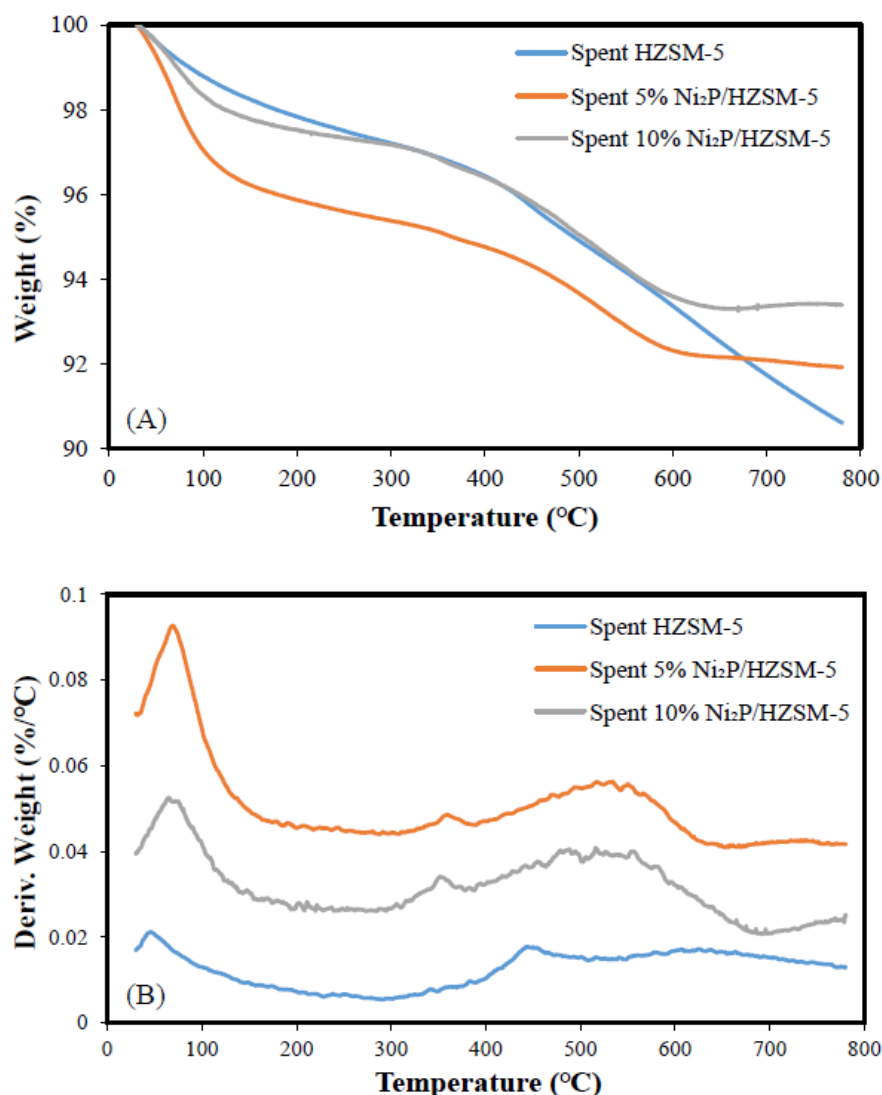 100
98
96
94
92
90
Weight (%)
Spent HZSM-5
Spent 5% Ni₂P/HZSM-5
Spent 10% Ni₂P/HZSM-5
(A)
0 100 200 300 400 500 600 700 800
Temperature (°C)
0.1
0.08
0.06
0.04
0.02
0
Deriv. Weight (%/°C)
Spent HZSM-5
Spent 5% Ni₂P/HZSM-5
Spent 10% Ni₂P/HZSM-5
(B)
0 100 200 300 400 500 600 700 800
Temperature (°C)